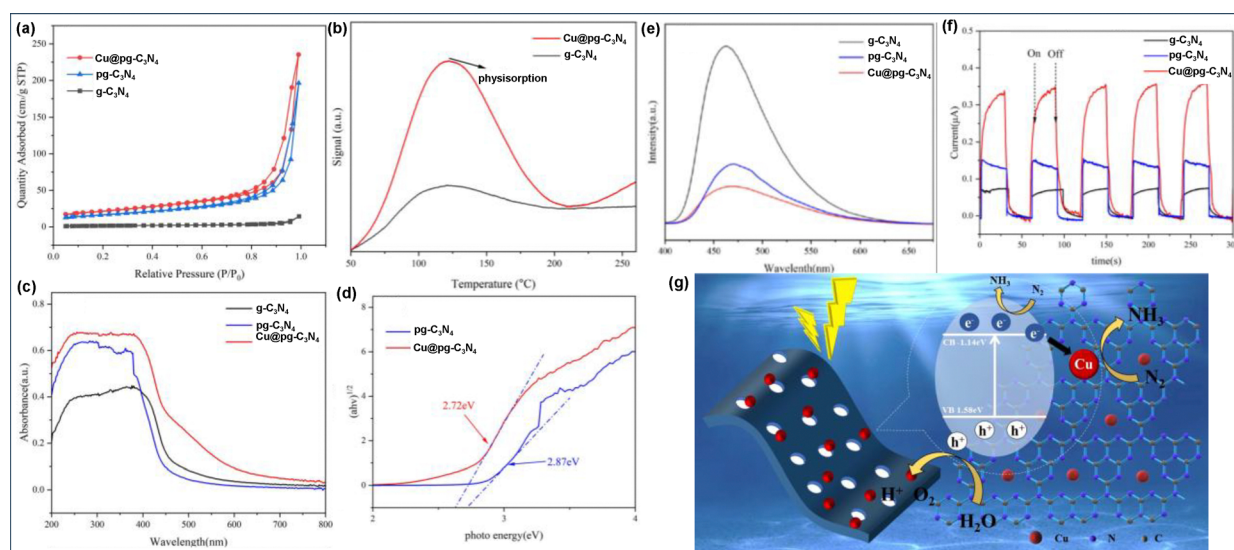 (a)
Quantity Adsorbed (cm³/g STP)
250
200
150
100
50
0
Cu@pg-C₃N₄
pg-C₃N₄
g-C₃N₄
0.0 0.2 0.4 0.6 0.8 1.0
Relative Pressure (P/P₀)
(b)
Signal (a.u.)
Cu@pg-C₃N₄
g-C₃N₄
physisorption
50 100 150 200 250
Temperature (°C)
(e)
Intensity(a.u.)
g-C₃N₄
pg-C₃N₄
Cu@pg-C₃N₄
400 450 500 550 600 650
Wavelenth(nm)
(f)
Current(μA)
0.5
0.4
0.3
0.2
0.1
0.0
g-C₃N₄
pg-C₃N₄
Cu@pg-C₃N₄
On Off
0 50 100 150 200 250 300
time(s)
(c)
Absorbance(a.u.)
0.8
0.6
0.4
0.2
0.0
g-C₃N₄
pg-C₃N₄
Cu@pg-C₃N₄
200 300 400 500 600 700 800
Wavelength(nm)
(d)
(ahv)¹/²
pg-C₃N₄
Cu@pg-C₃N₄
2.72eV
2.87eV
2 3 4
photo energy(eV)
(g)
NH₃ N₂
e⁻ e⁻ e⁻
CB -1.14eV
Cu
NH₃
N₂
VB 1.58eV
h⁺ h⁺ h⁺
H⁺ O₂
H₂O
Cu N C